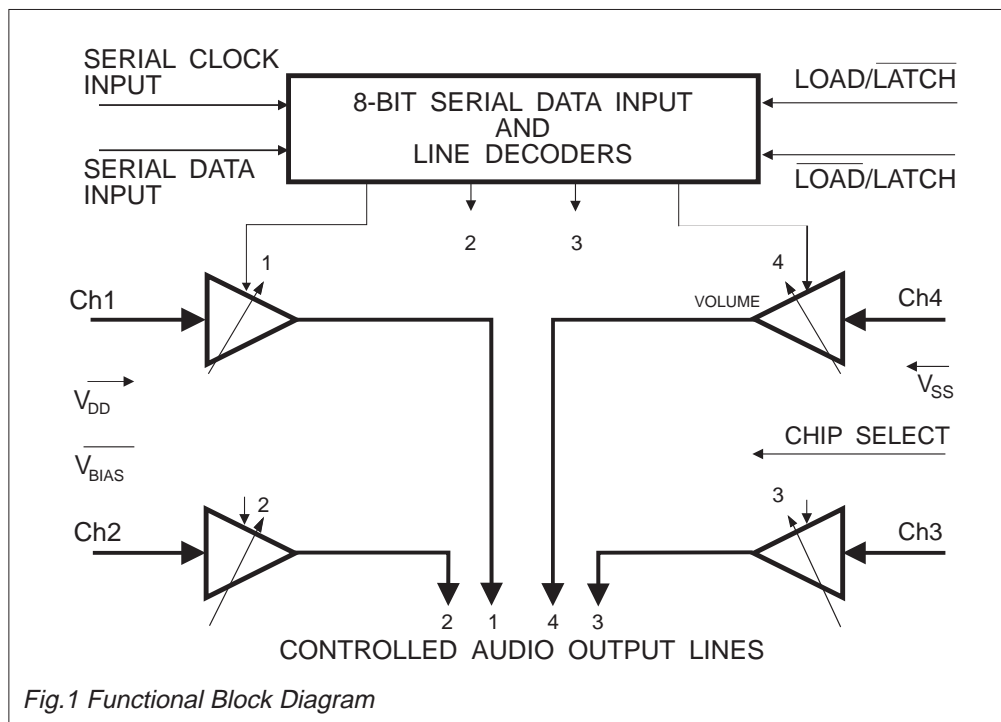 SERIAL CLOCK
INPUT
8-BIT SERIAL DATA INPUT
AND
LINE DECODERS
LOAD/LATCH
SERIAL DATA
INPUT
LOAD/LATCH
2
3
1
4
Ch1
VOLUME
Ch4
VDD
VSS
VBIAS
CHIP SELECT
2
3
Ch2
Ch3
2 1 4 3
CONTROLLED AUDIO OUTPUT LINES
Fig.1 Functional Block Diagram